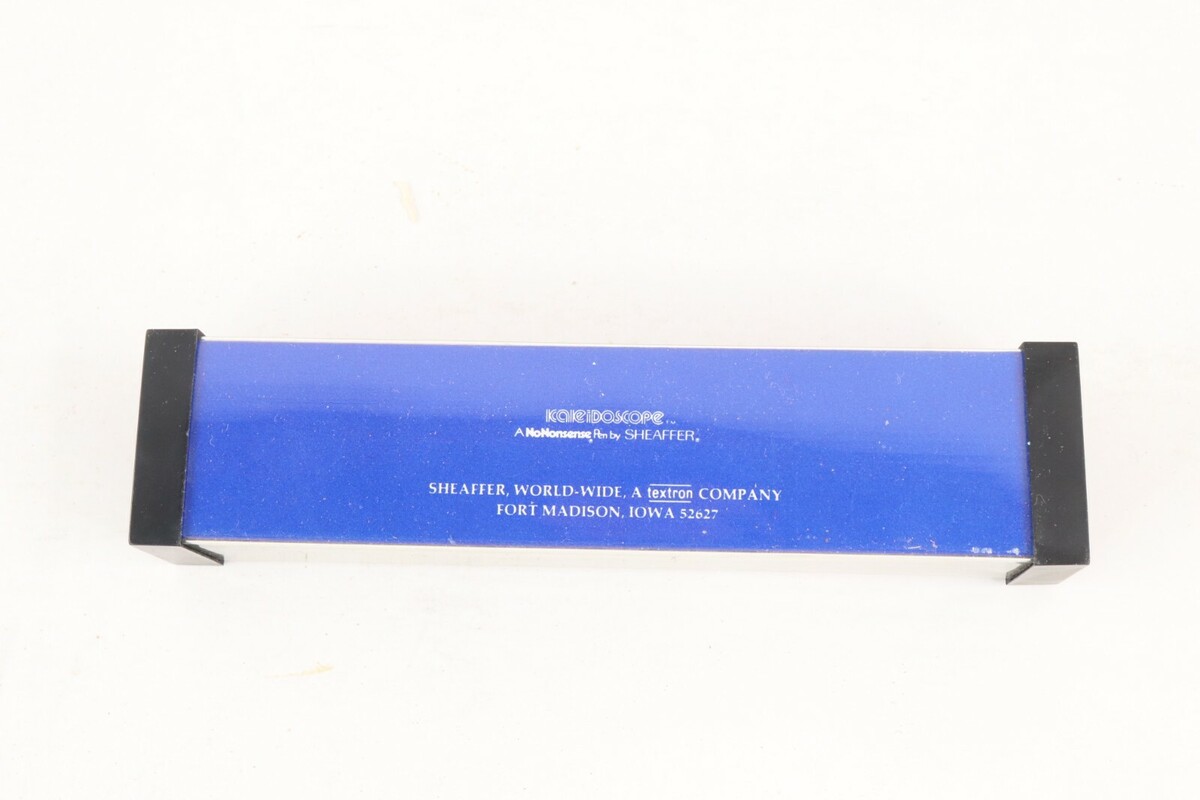 KaleiDOSCOPe™
A NoNonsense® Pen by SHEAFFER®
SHEAFFER, WORLD-WIDE, A textron COMPANY
FORT MADISON, IOWA 52627